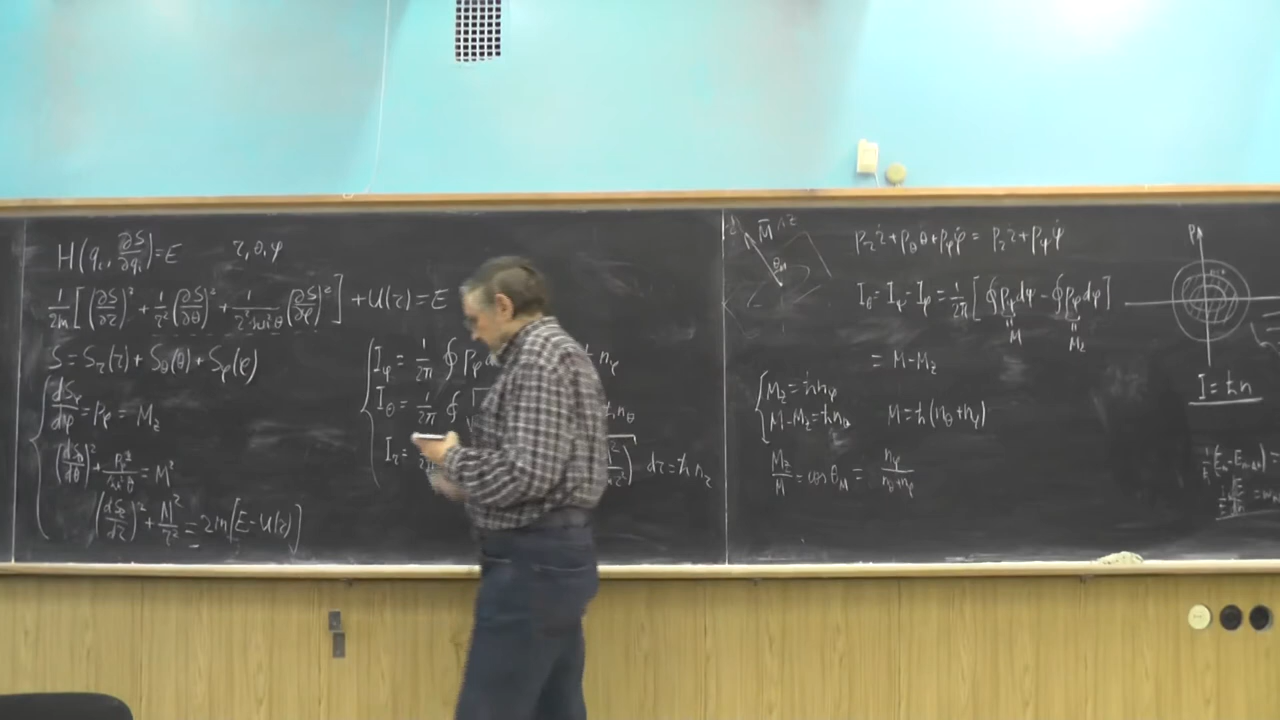 H(q_i, ∂S/∂q_i) = E    r, θ, φ
1/2m [(∂S/∂r)² + 1/r² (∂S/∂θ)² + 1/(r² sin²θ) (∂S/∂φ)²] + U(r) = E
S = S_r(r) + S_θ(θ) + S_φ(φ)
dS_φ/dφ = p_φ = M_z
(dS_θ/dθ)² + p_φ²/sin²θ = M²
(dS_r/dr)² + M²/r² = 2m[E - U(r)]
I_φ = 1/2π ∮ p_φ d
ħ n_φ
I_θ = 1/2π ∮
ħ n_θ
I_r =
dr = ħ n_r
M̄
z
θ_M
p_r ṙ + p_θ θ̇ + p_φ φ̇ = p_r ṙ + p_ψ ψ̇
I_θ = I_ψ - I_φ = 1/2π [∮ p_ψ dψ - ∮ p_φ dφ]
M    M_z
= M - M_z
M_z = ħ n_φ
M - M_z = ħ n_θ    M = ħ(n_θ + n_φ)
M_z/M = cos θ_M = n_φ/(n_θ + n_φ)
p
I = ħn